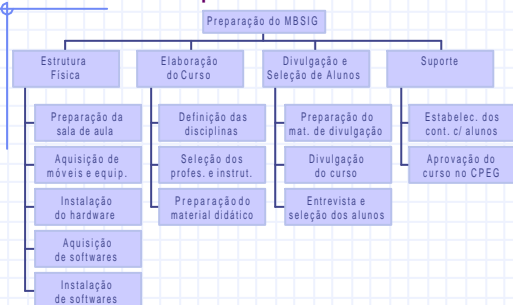 Preparação do MBSIG
Estrutura
Física
Elaboração
do Curso
Divulgação e
Seleção de Alunos
Suporte
Preparação da
sala de aula
Aquisição de
móveis e equip.
Instalação
do hardware
Aquisição
de softwares
Instalação
de softwares
Definição das
disciplinas
Seleção dos
profes. e instrut.
Preparação do
material didático
Preparação do
mat. de divulgação
Divulgação
do curso
Entrevista e
seleção dos alunos
Estabelec. dos
cont. c/ alunos
Aprovação do
curso no CPEG